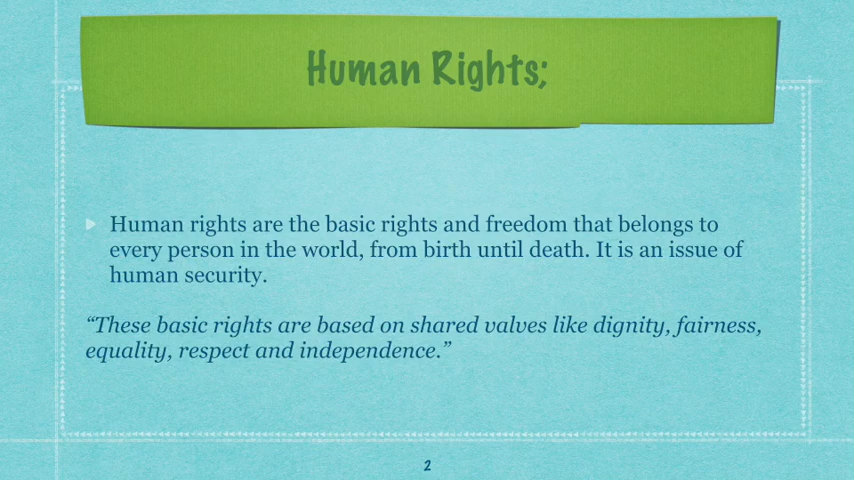 Human Rights;
Human rights are the basic rights and freedom that belongs to
every person in the world, from birth until death. It is an issue of
human security.
“These basic rights are based on shared valves like dignity, fairness,
equality, respect and independence.”
2